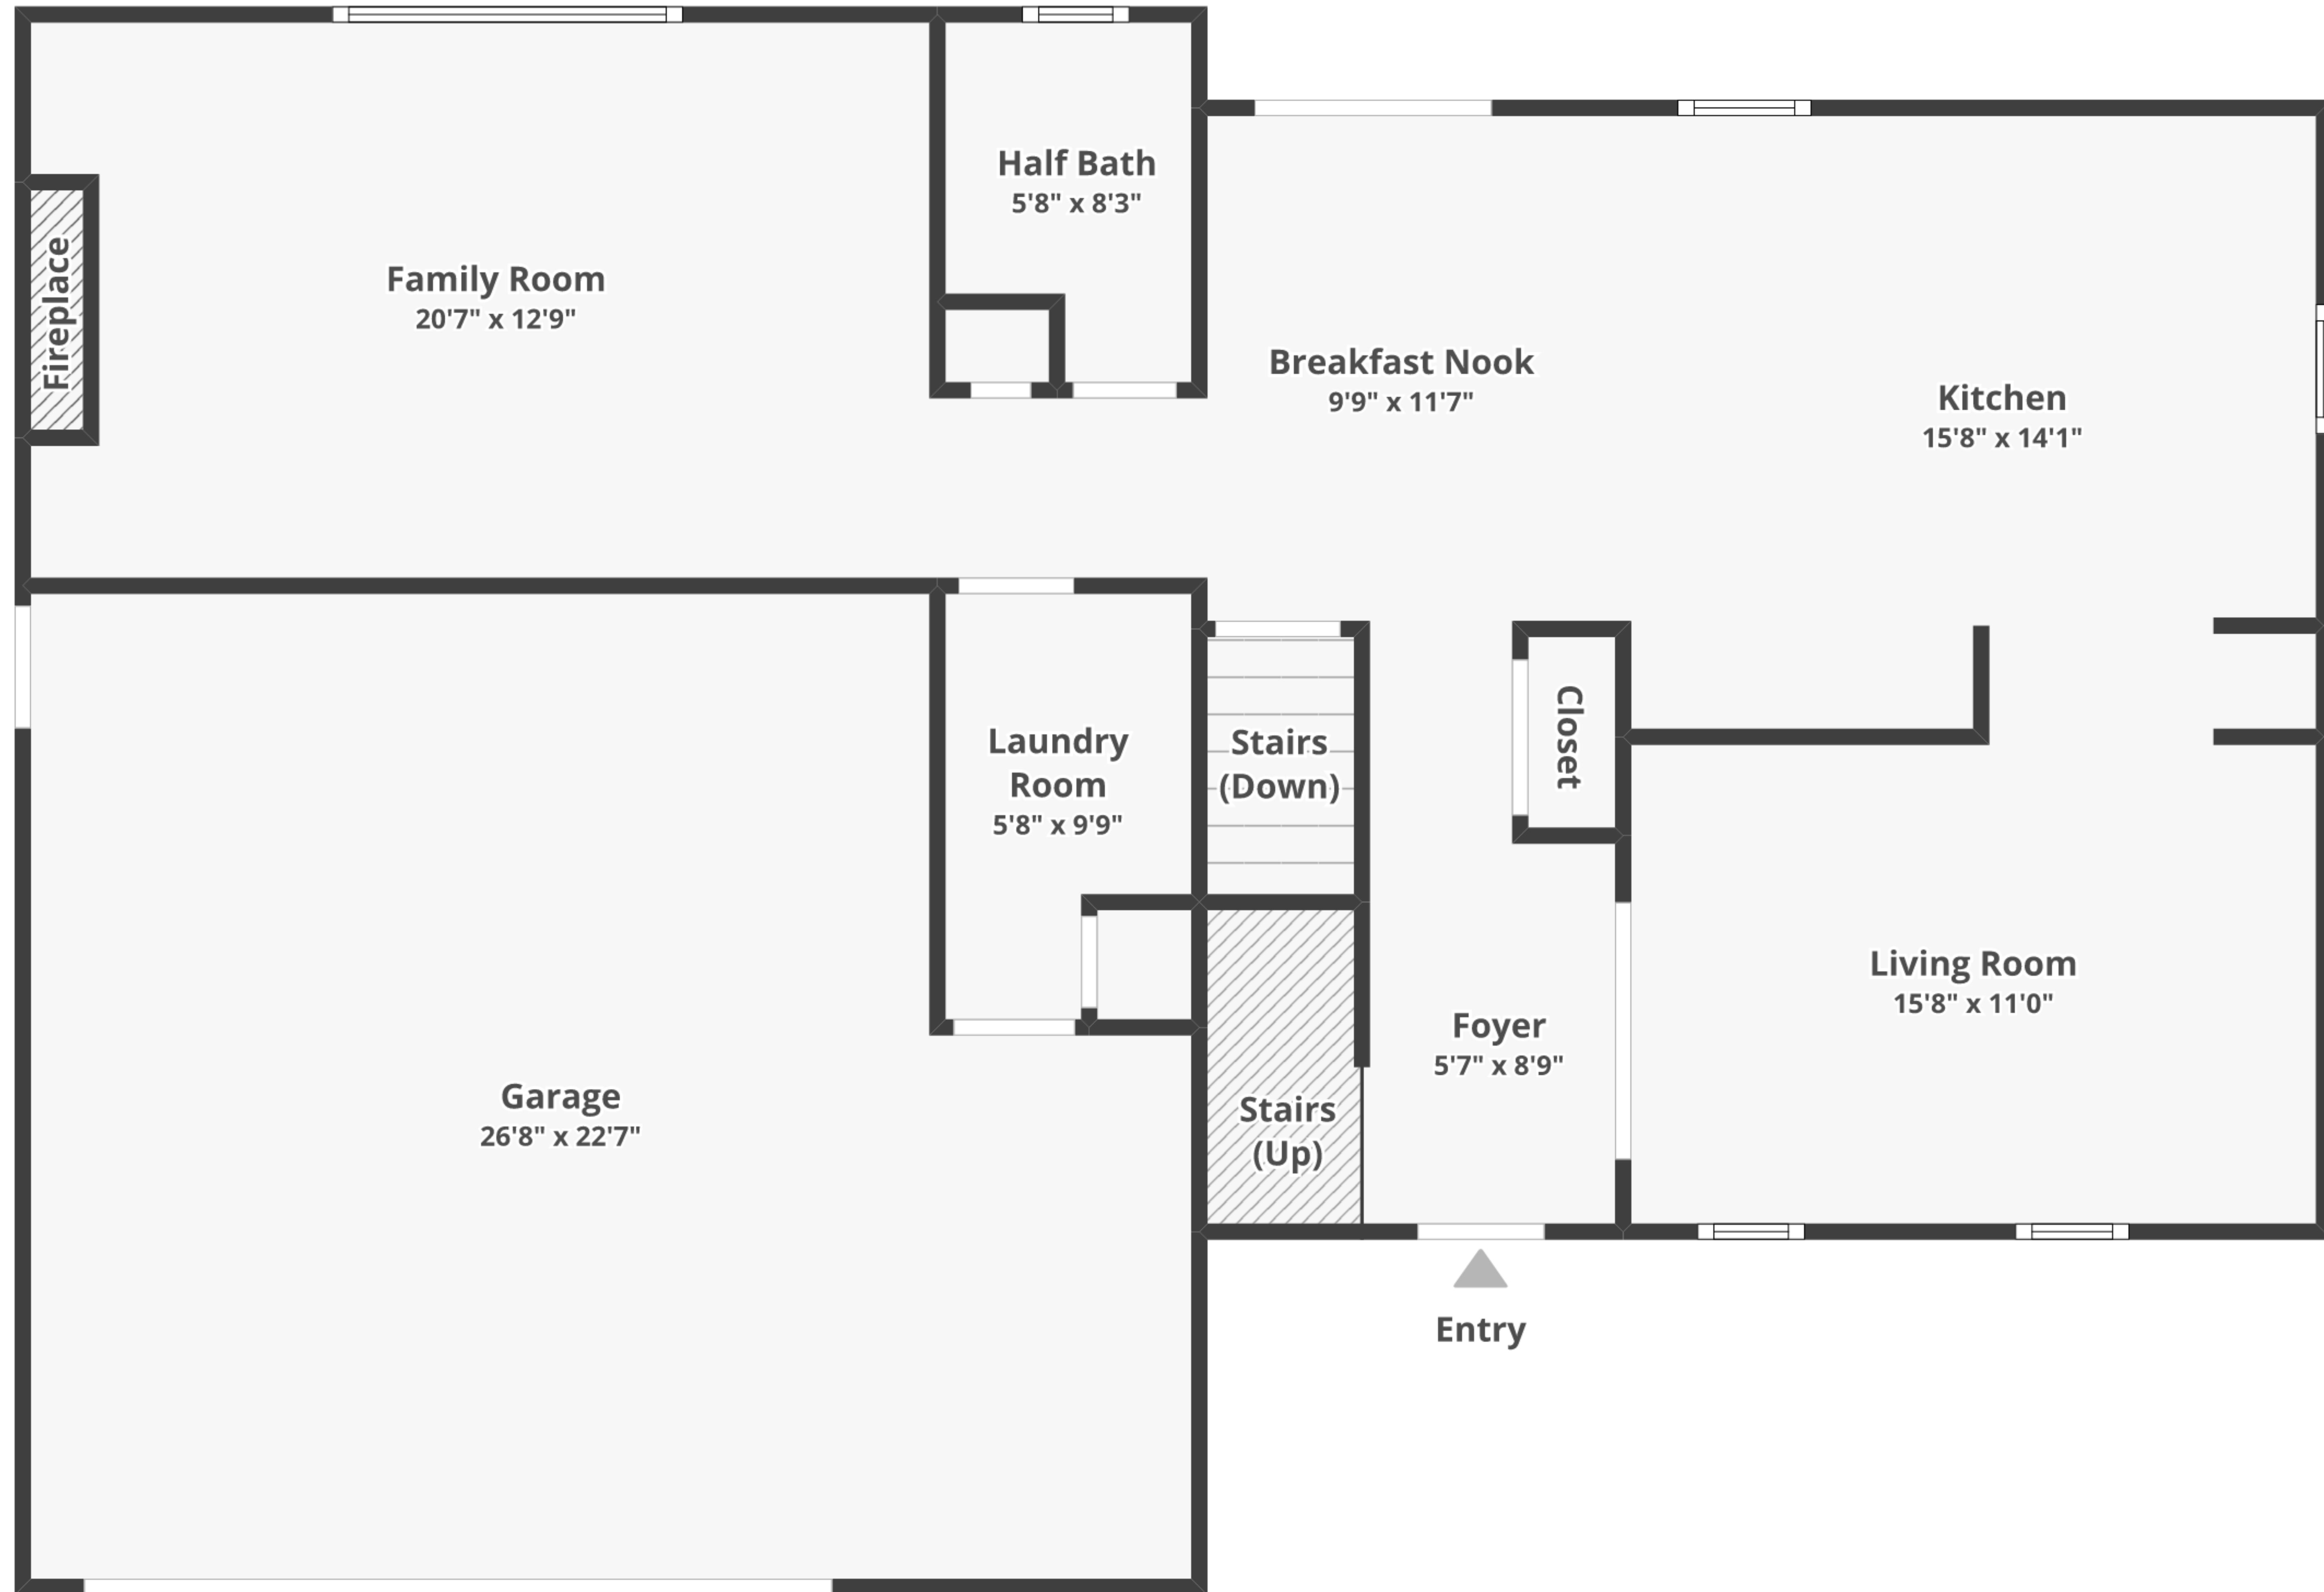 Half Bath
5'8" x 8'3"
Fireplace
Family Room
20'7" x 12'9"
Breakfast Nook
9'9" x 11'7"
Kitchen
15'8" x 14'1"
Laundry
Room
5'8" x 9'9"
Stairs
(Down)
Closet
Living Room
15'8" x 11'0"
Foyer
5'7" x 8'9"
Garage
26'8" x 22'7"
Stairs
(Up)
Entry